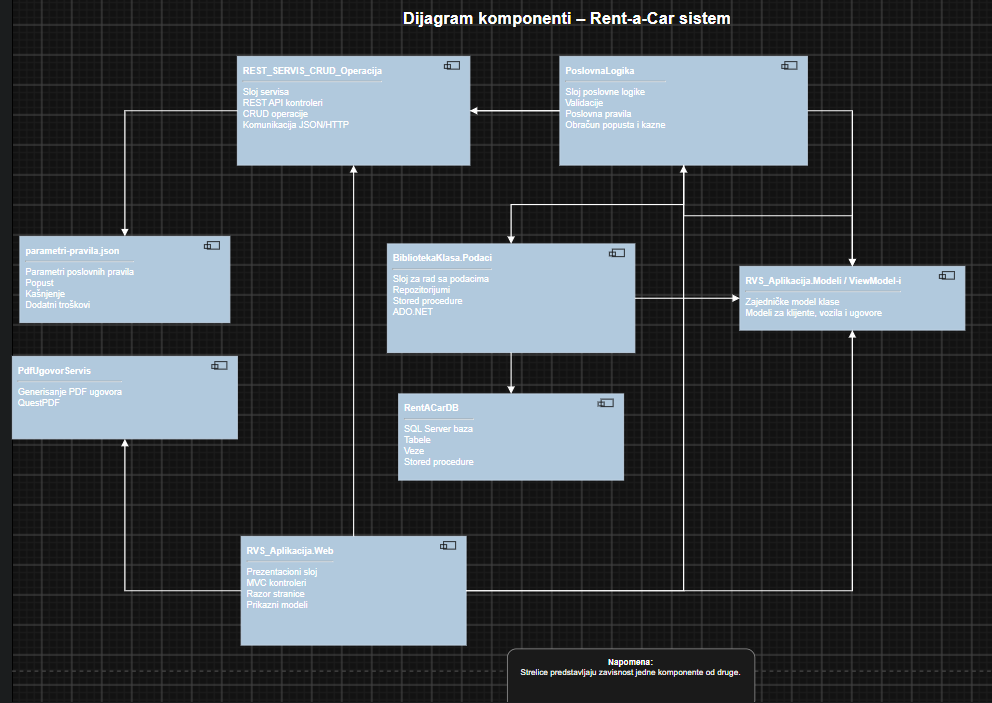 Dijagram komponenti – Rent-a-Car sistem
REST_SERVIS_CRUD_Operacija
Sloj servisa
REST API kontroleri
CRUD operacije
Komunikacija JSON/HTTP
PoslovnaLogika
Sloj poslovne logike
Validacije
Poslovna pravila
Obračun popusta i kazne
parametri-pravila.json
Parametri poslovnih pravila
Popust
Kašnjenje
Dodatni troškovi
BibliotekaKlasa.Podaci
Sloj za rad sa podacima
Repozitorijumi
Stored procedure
ADO.NET
RVS_Aplikacija.Modeli / ViewModel-i
Zajedničke model klase
Modeli za klijente, vozila i ugovore
PdfUgovorServis
Generisanje PDF ugovora
QuestPDF
RentACarDB
SQL Server baza
Tabele
Veze
Stored procedure
RVS_Aplikacija.Web
Prezentacioni sloj
MVC kontroleri
Razor stranice
Prikazni modeli
Napomena:
Strelice predstavljaju zavisnost jedne komponente od druge.